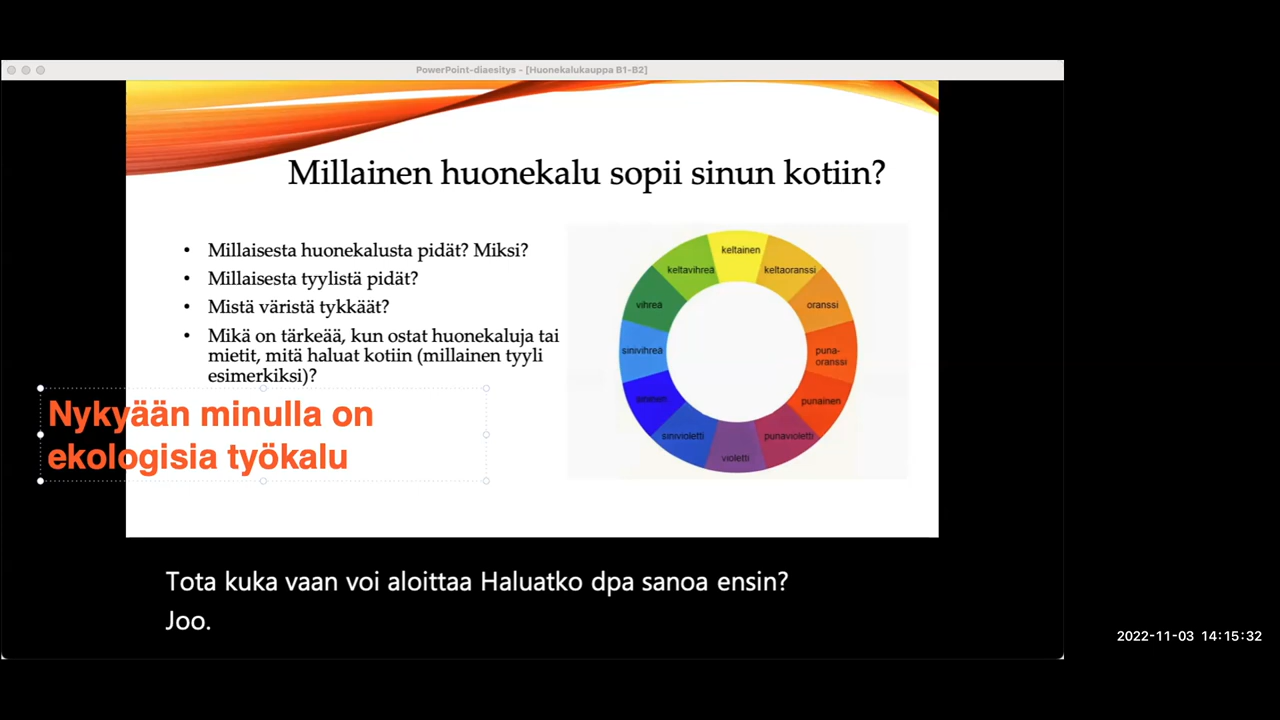 PowerPoint-diaesitys - [Huonekalukauppa B1-B2]
Millainen huonekalu sopii sinun kotiin?
• Millaisesta huonekalusta pidät? Miksi?
• Millaisesta tyylistä pidät?
• Mistä väristä tykkäät?
• Mikä on tärkeää, kun ostat huonekaluja tai
mietit, mitä haluat kotiin (millainen tyyli
esimerkiksi)?
keltainen
keltaoranssi
oranssi
puna-
oranssi
punainen
punavioletti
violetti
sinivioletti
sininen
sinivihreä
vihreä
keltavihreä
Nykyään minulla on
ekologisia työkalu
Tota kuka vaan voi aloittaa Haluatko dpa sanoa ensin?
Joo.
2022-11-03 14:15:32